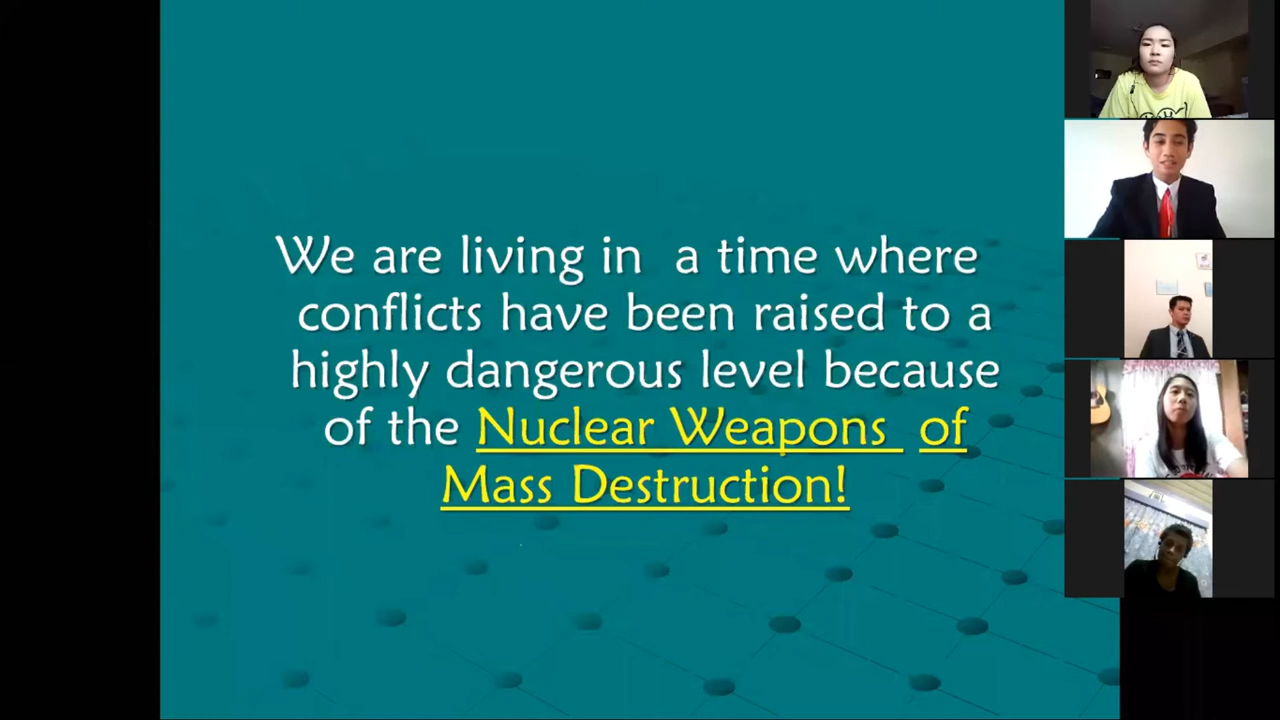 We are living in a time where
conflicts have been raised to a
highly dangerous level because
of the Nuclear Weapons of
Mass Destruction!